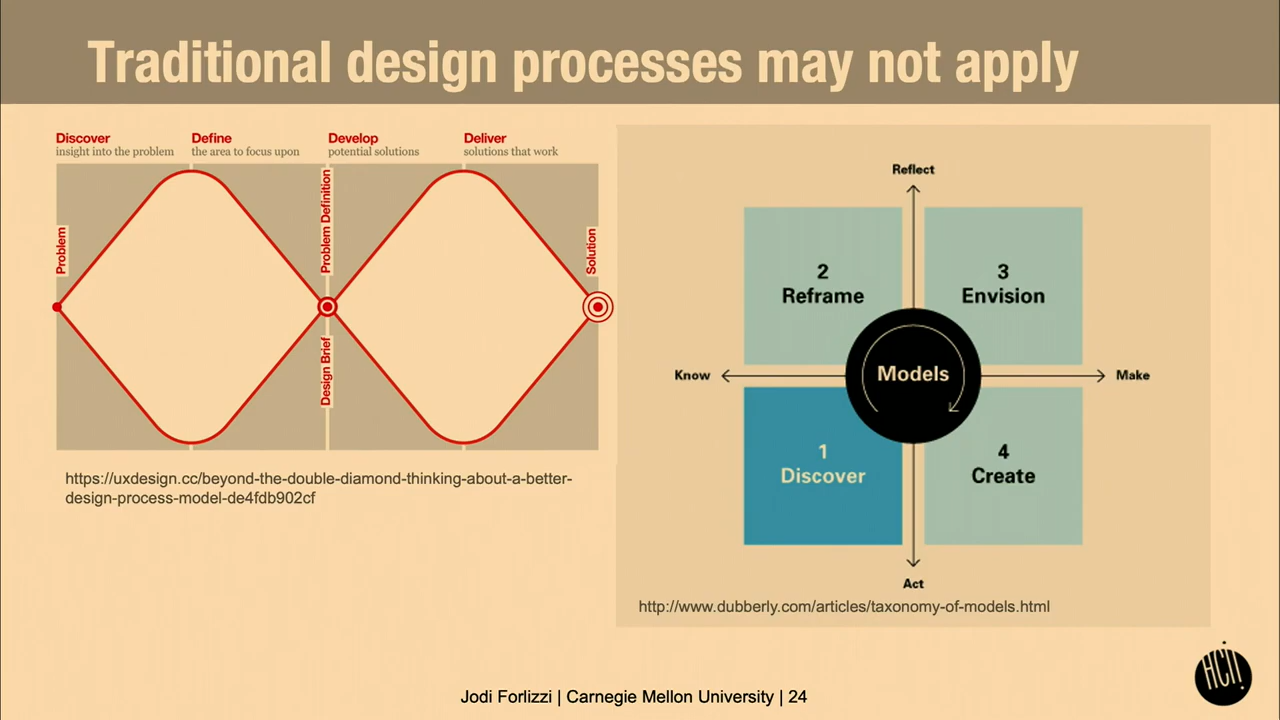 Traditional design processes may not apply
Discover
insight into the problem
Define
the area to focus upon
Develop
potential solutions
Deliver
solutions that work
Problem
Problem Definition
Design Brief
Solution
https://uxdesign.cc/beyond-the-double-diamond-thinking-about-a-better-
design-process-model-de4fdb902cf
Reflect
2
Reframe
3
Envision
Know
Models
Make
1
Discover
4
Create
Act
http://www.dubberly.com/articles/taxonomy-of-models.html
Jodi Forlizzi | Carnegie Mellon University | 24
HCII